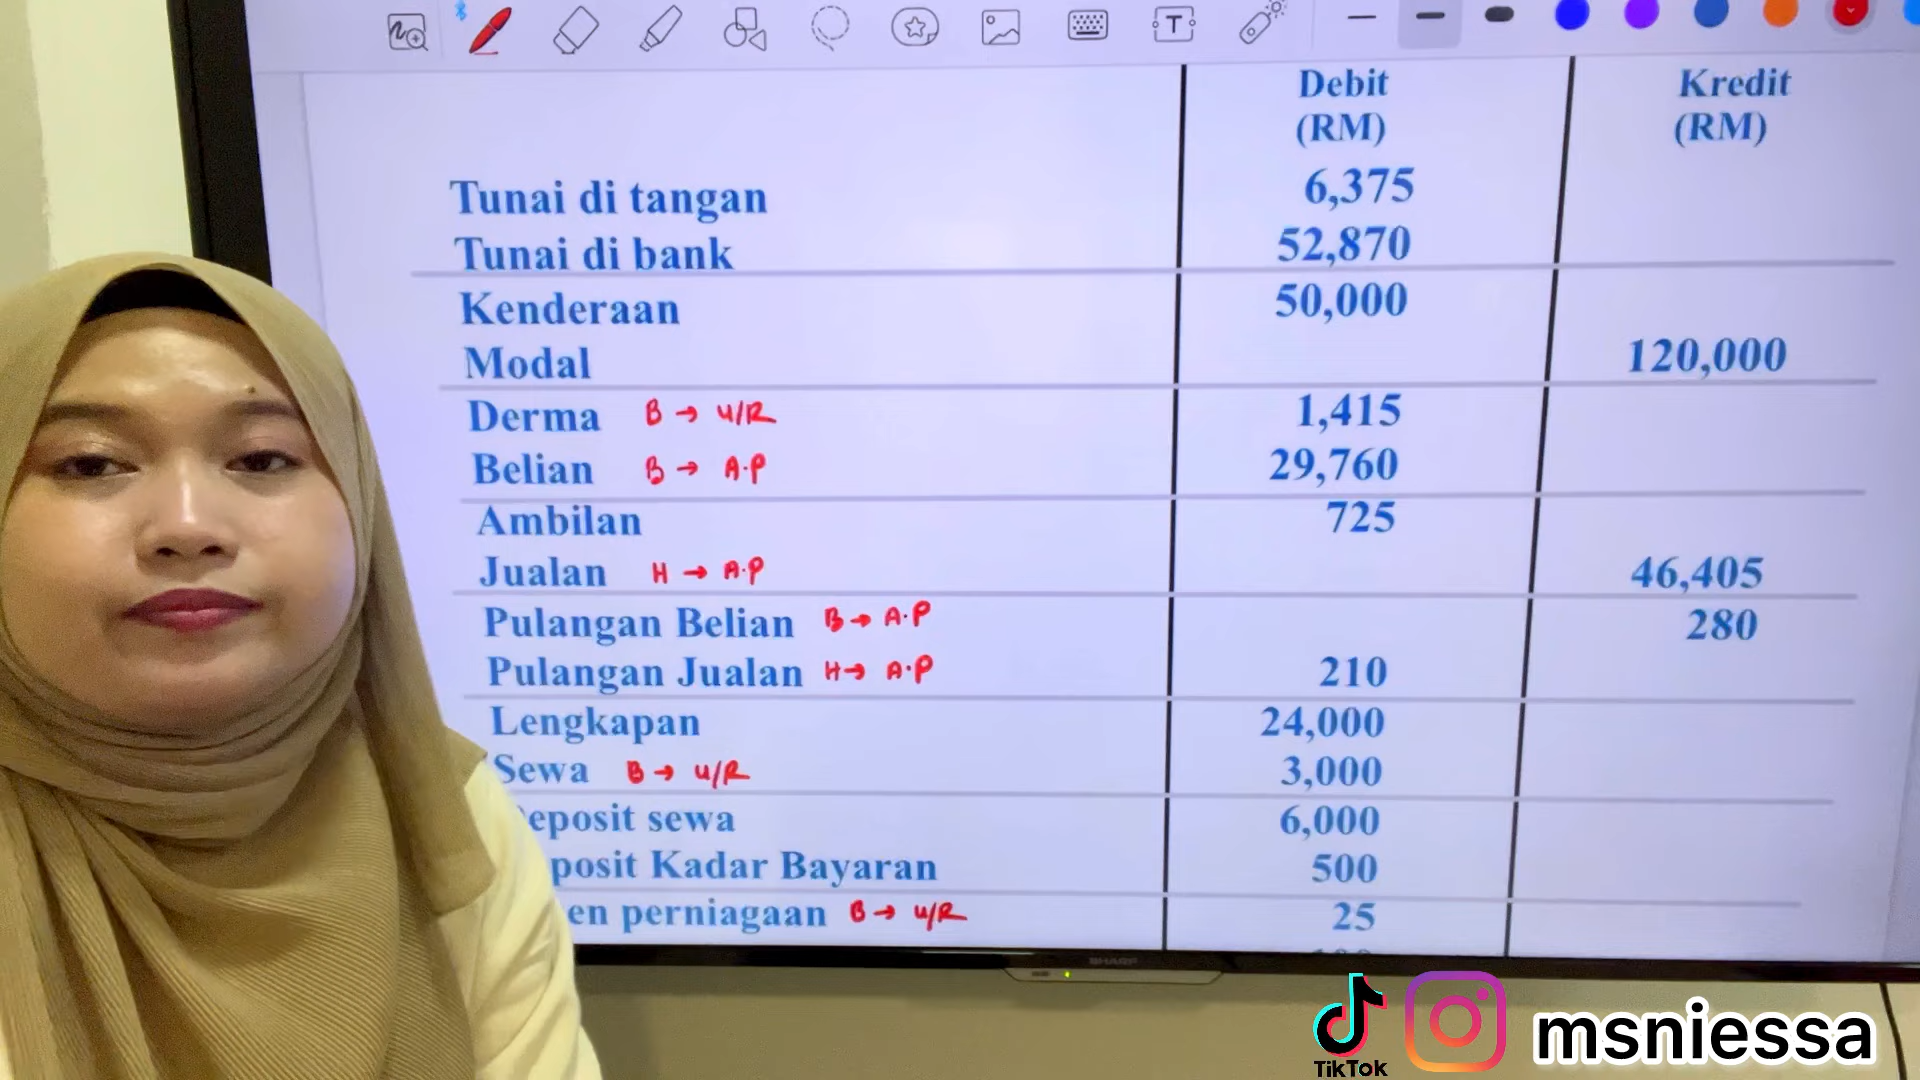 Debit Kredit
(RM) (RM)
Tunai di tangan 6,375
Tunai di bank 52,870
Kenderaan 50,000
Modal 120,000
Derma B → U/R 1,415
Belian B → A.P 29,760
Ambilan 725
Jualan H → A.P 46,405
Pulangan Belian B → A.P 280
Pulangan Jualan H → A.P 210
Lengkapan 24,000
Sewa B → U/R 3,000
eposit sewa 6,000
posit Kadar Bayaran 500
en perniagaan B → U/R 25
SHARP
TikTok msniessa